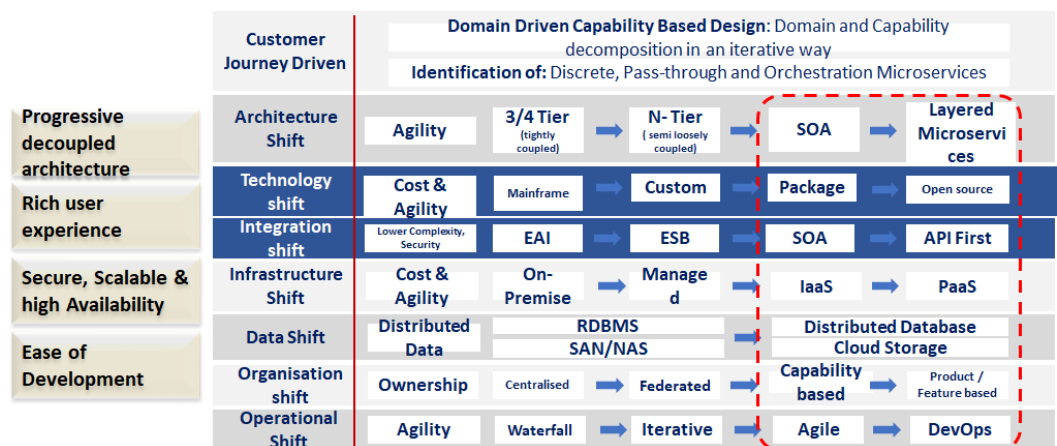 Progressive
decoupled
architecture
Rich user
experience
Secure, Scalable &
high Availability
Ease of
Development
Customer
Journey Driven
Domain Driven Capability Based Design: Domain and Capability
decomposition in an iterative way
Identification of: Discrete, Pass-through and Orchestration Microservices
Architecture
Shift
Agility
3/4 Tier
(tightly
coupled)
N- Tier
( semi loosely
coupled)
SOA
Layered
Microservi
ces
Technology
shift
Cost &
Agility
Mainframe
Custom
Package
Open source
Integration
shift
Lower Complexity,
Security
EAI
ESB
SOA
API First
Infrastructure
Shift
Cost &
Agility
On-
Premise
Manage
d
IaaS
PaaS
Data Shift
Distributed
Data
RDBMS
SAN/NAS
Distributed Database
Cloud Storage
Organisation
shift
Ownership
Centralised
Federated
Capability
based
Product /
Feature based
Operational
Shift
Agility
Waterfall
Iterative
Agile
DevOps